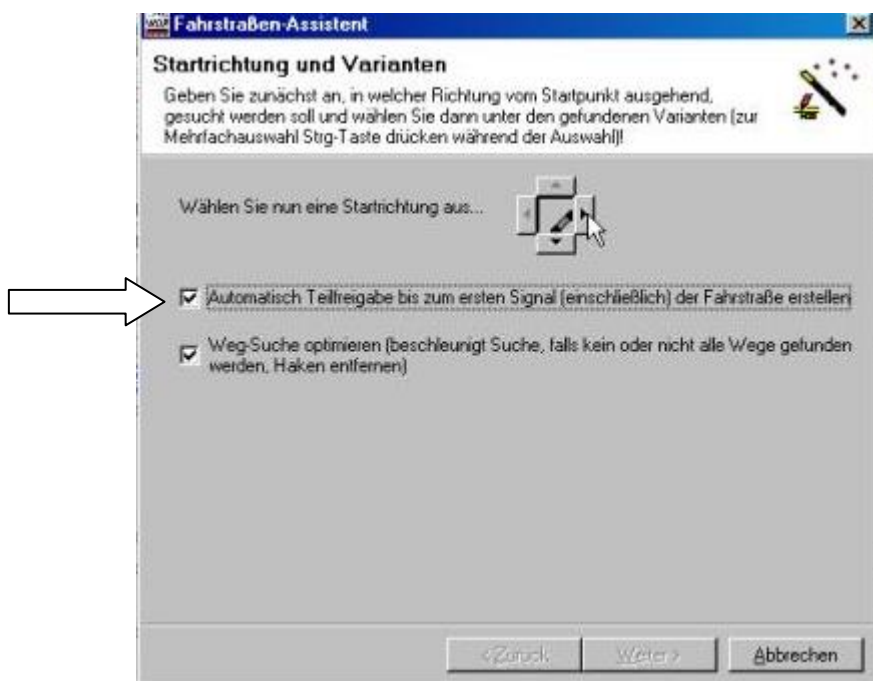 Fahrstraßen-Assistent
Startrichtung und Varianten
Geben Sie zunächst an, in welcher Richtung vom Startpunkt ausgehend,
gesucht werden soll und wählen Sie dann unter den gefundenen Varianten (zur
Mehrfachauswahl Strg-Taste drücken während der Auswahl)!
Wählen Sie nun eine Startrichtung aus...
Automatisch Teilfreigabe bis zum ersten Signal (einschließlich) der Fahrstraße erstellen
Weg-Suche optimieren (beschleunigt Suche, falls kein oder nicht alle Wege gefunden
werden, Haken entfernen)
<Zurück Weiter> Abbrechen